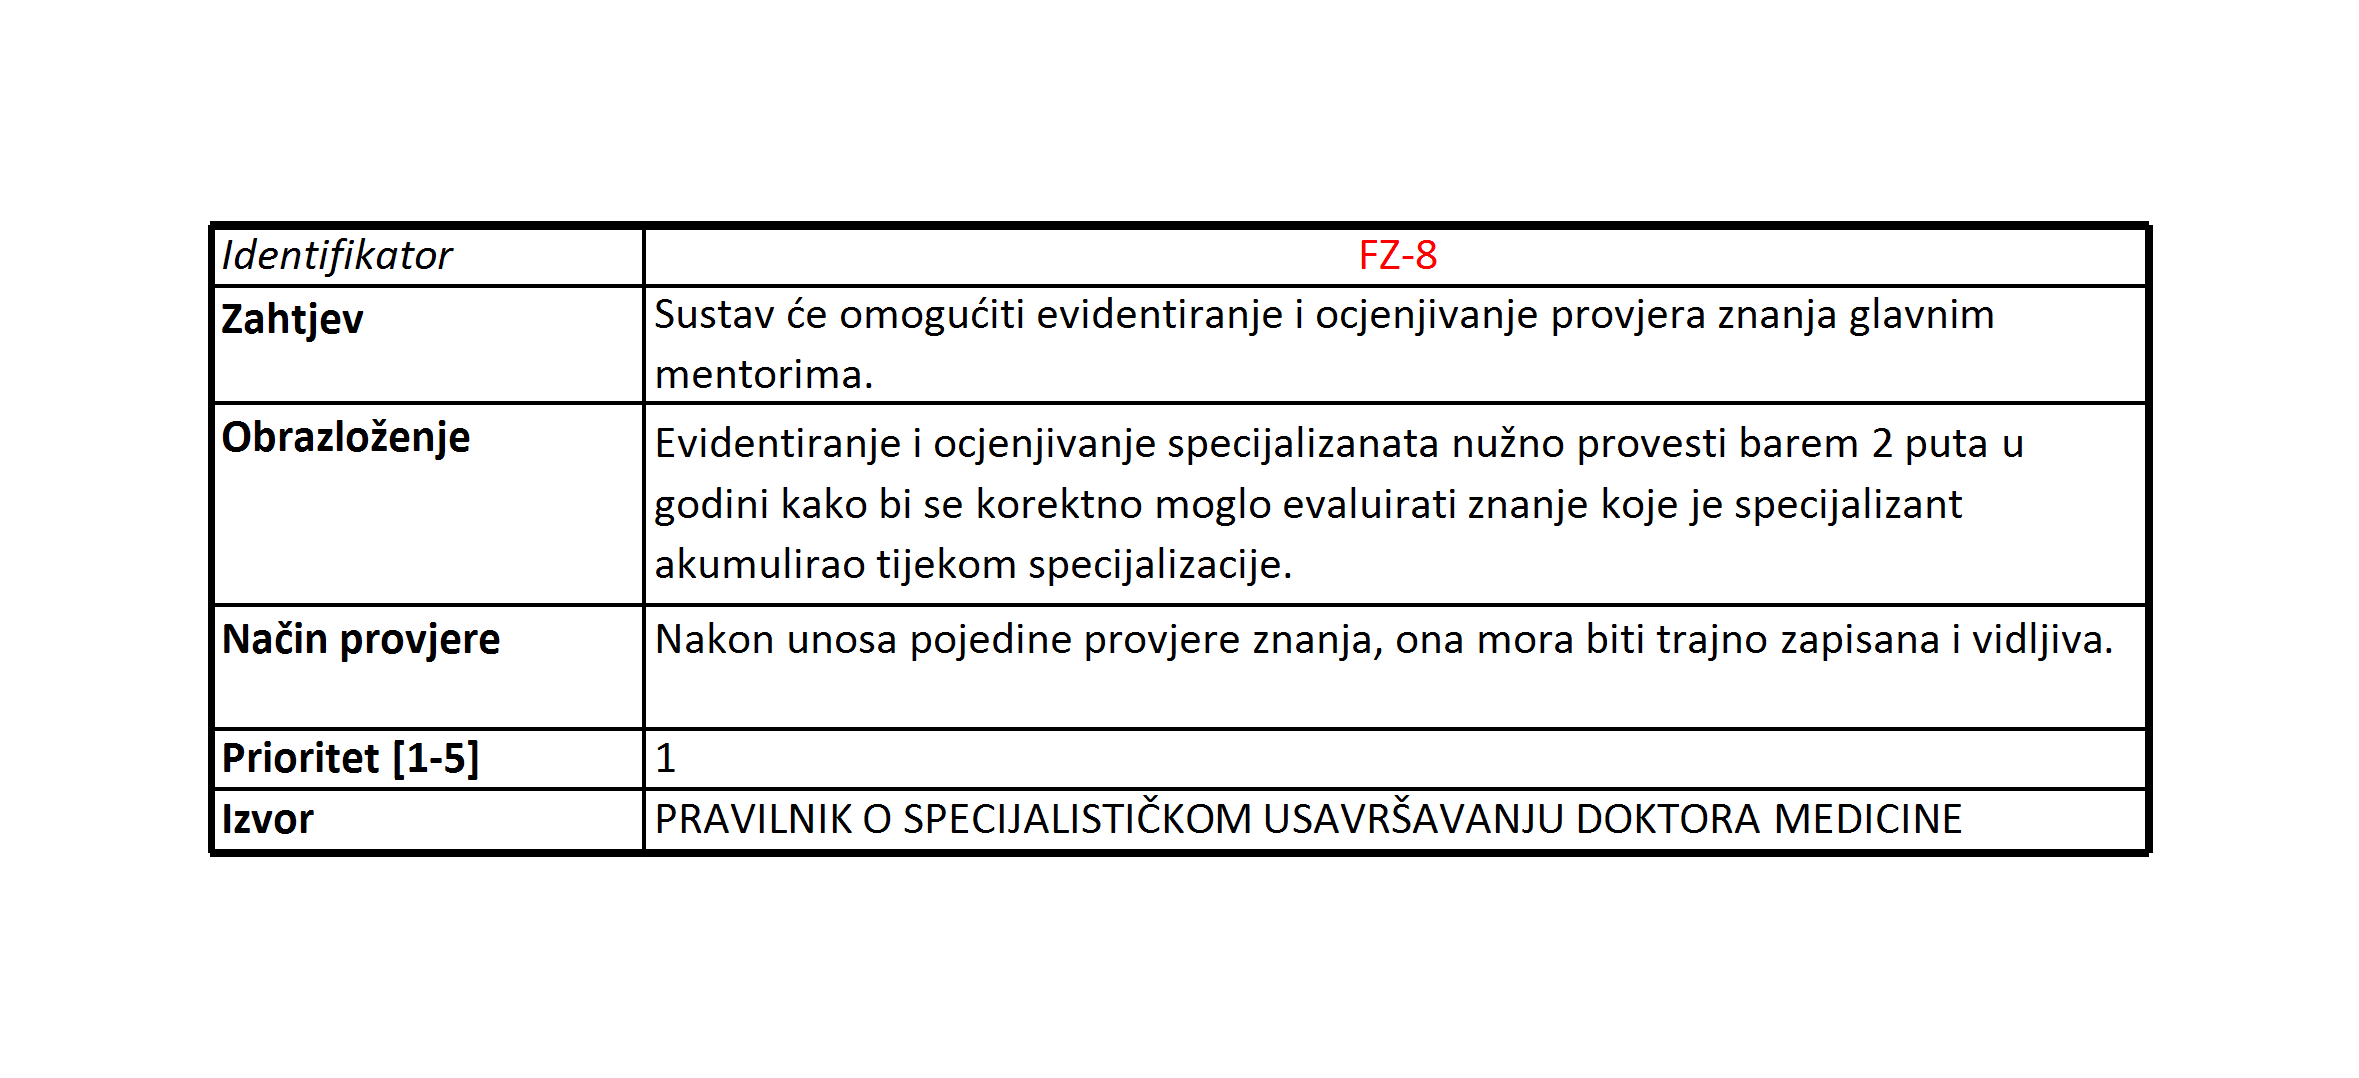 Identifikator FZ-8
Zahtjev Sustav će omogućiti evidentiranje i ocjenjivanje provjera znanja glavnim
mentorima.
Obrazloženje Evidentiranje i ocjenjivanje specijalizanata nužno provesti barem 2 puta u
godini kako bi se korektno moglo evaluirati znanje koje je specijalizant
akumulirao tijekom specijalizacije.
Način provjere Nakon unosa pojedine provjere znanja, ona mora biti trajno zapisana i vidljiva.
Prioritet [1-5] 1
Izvor PRAVILNIK O SPECIJALISTIČKOM USAVRŠAVANJU DOKTORA MEDICINE